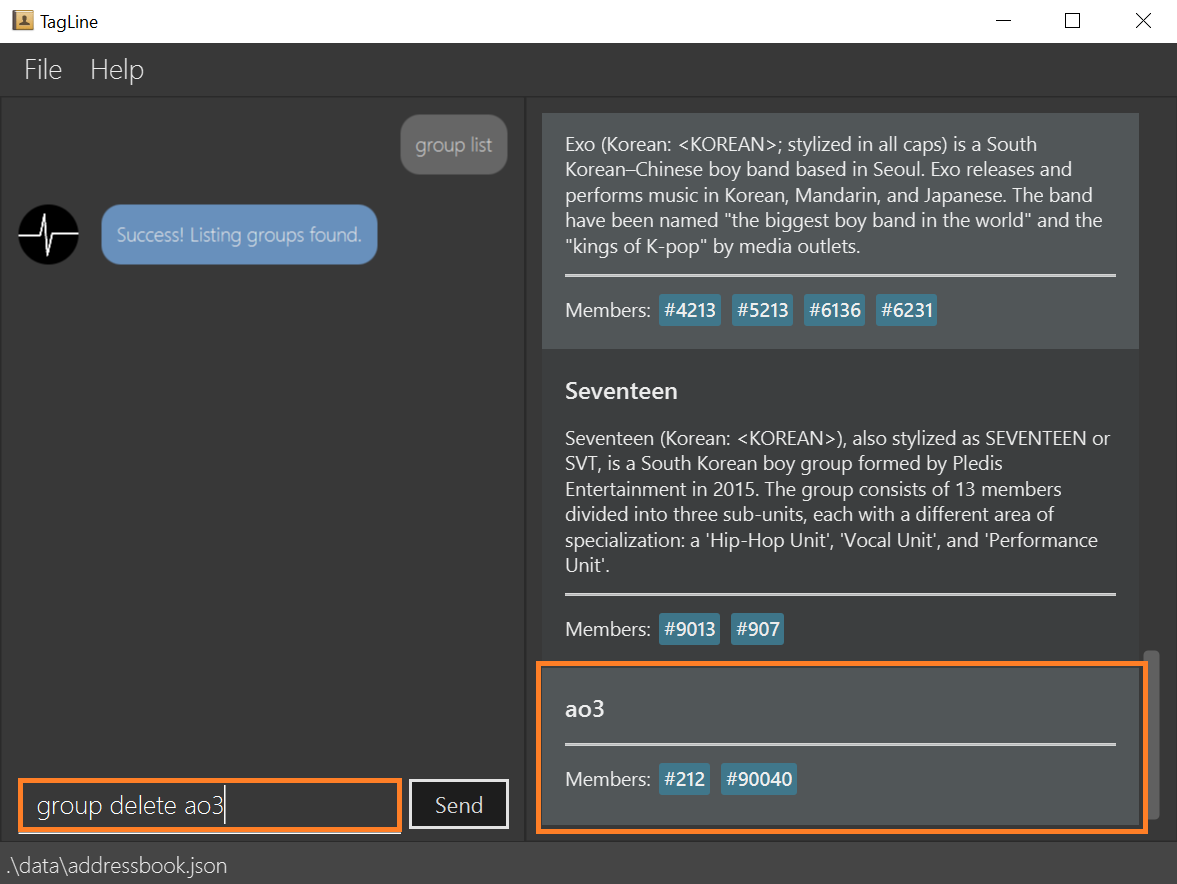 TagLine
File Help
group list
Success! Listing groups found.
group delete ao3
Send
Exo (Korean: <KOREAN>; stylized in all caps) is a South
Korean–Chinese boy band based in Seoul. Exo releases and
performs music in Korean, Mandarin, and Japanese. The band
have been named "the biggest boy band in the world" and the
"kings of K-pop" by media outlets.
Members: #4213 #5213 #6136 #6231
Seventeen
Seventeen (Korean: <KOREAN>), also stylized as SEVENTEEN or
SVT, is a South Korean boy group formed by Pledis
Entertainment in 2015. The group consists of 13 members
divided into three sub-units, each with a different area of
specialization: a 'Hip-Hop Unit', 'Vocal Unit', and 'Performance
Unit'.
Members: #9013 #907
ao3
Members: #212 #90040
.\data\addressbook.json